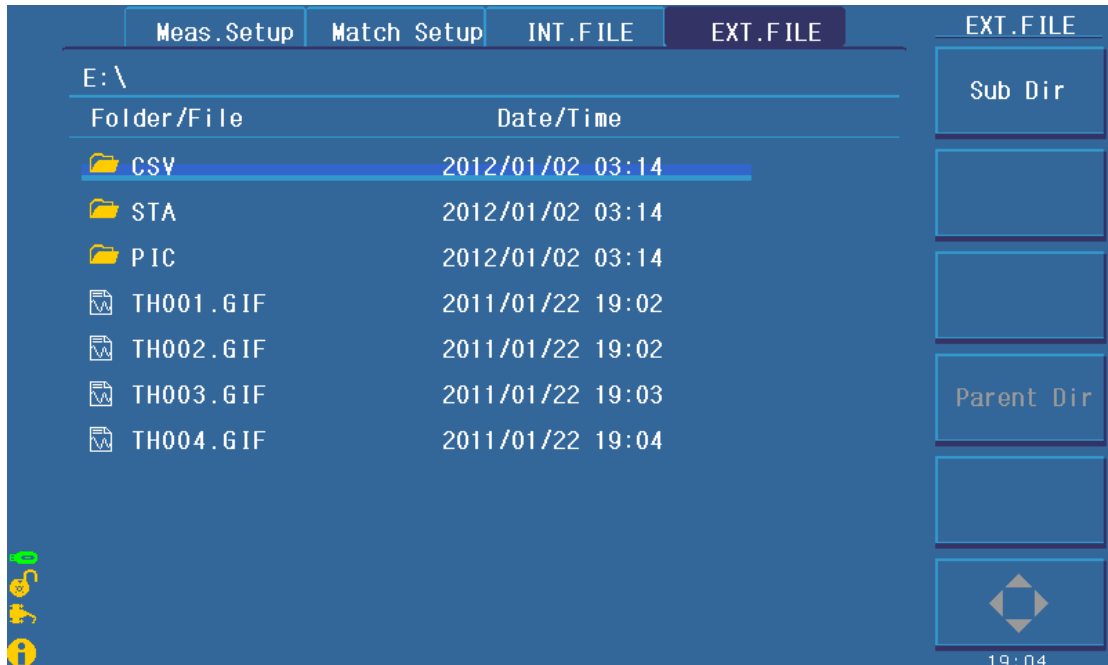 Meas.Setup Match Setup INT.FILE EXT.FILE EXT.FILE
E:\
Sub Dir
Folder/File Date/Time
CSV 2012/01/02 03:14
STA 2012/01/02 03:14
PIC 2012/01/02 03:14
TH001.GIF 2011/01/22 19:02
TH002.GIF 2011/01/22 19:02
TH003.GIF 2011/01/22 19:03
Parent Dir
TH004.GIF 2011/01/22 19:04
19:04